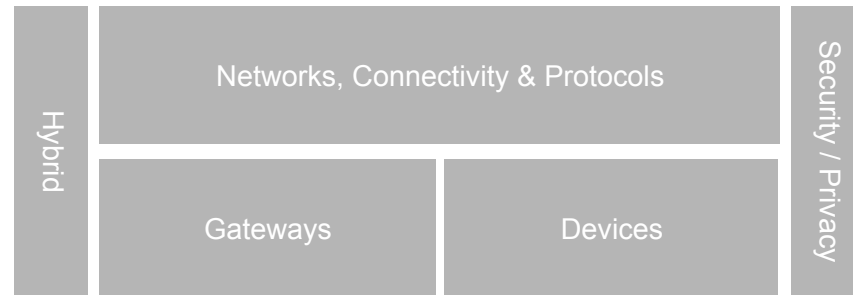 Hybrid
Networks, Connectivity & Protocols
Gateways
Devices
Security / Privacy